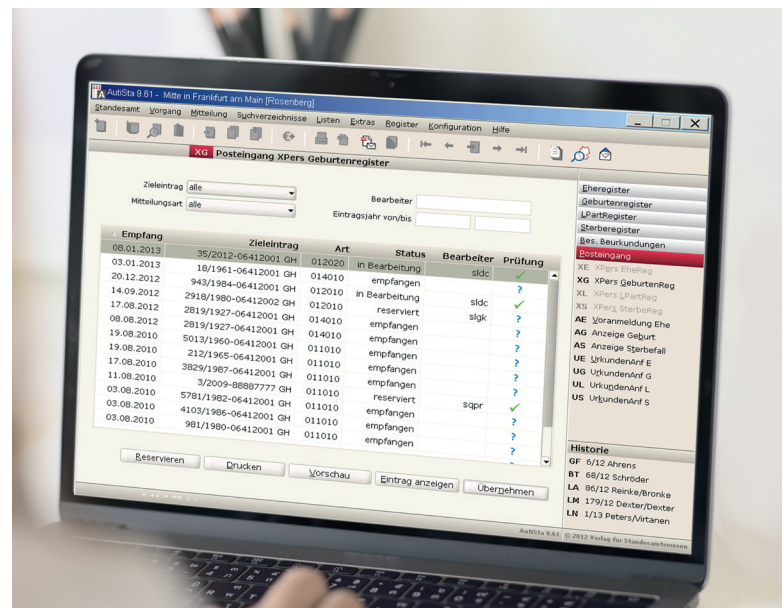 AutiSta 9.61 - Mitte in Frankfurt am Main [Rosenberg]
Standesamt Vorgang Mitteilung Suchverzeichnisse Listen Extras Register Konfiguration Hilfe
XG Posteingang XPers Geburtenregister
Zieleintrag alle
Mitteilungsart alle
Bearbeiter
Eintragsjahr von/bis
Empfang Zieleintrag Art Status Bearbeiter Prüfung
08.01.2013 35/2012-06412001 GH 012020 in Bearbeitung sldc ✓
03.01.2013 18/1961-06412001 GH 014010 empfangen ?
20.12.2012 943/1984-06412001 GH 012010 in Bearbeitung sldc ✓
14.09.2012 2918/1980-06412002 GH 012010 reserviert slgk ?
17.08.2012 2819/1927-06412001 GH 014010 empfangen ?
08.08.2012 2819/1927-06412001 GH 014010 empfangen ?
19.08.2010 5013/1960-06412001 GH 011010 empfangen ?
19.08.2010 212/1965-06412001 GH 011010 empfangen ?
17.08.2010 3829/1987-06412001 GH 011010 empfangen ?
11.08.2010 3/2009-88887777 GH 011010 reserviert sqpr ✓
03.08.2010 5781/1982-06412001 GH 011010 empfangen ?
03.08.2010 4103/1986-06412001 GH 011010 empfangen ?
03.08.2010 981/1980-06412001 GH 011010 empfangen ?
Reservieren Drucken Vorschau Eintrag anzeigen Übernehmen
Eheregister
Geburtenregister
LPartRegister
Sterberegister
Bes. Beurkundungen
Posteingang
XE XPers EheReg
XG XPers GeburtenReg
XL XPers LPartReg
XS XPers SterbeReg
AE Voranmeldung Ehe
AG Anzeige Geburt
AS Anzeige Sterbefall
UE UrkundenAnf E
UG UrkundenAnf G
UL UrkundenAnf L
US UrkundenAnf S
Historie
GF 6/12 Ahrens
BT 68/12 Schröder
LA 86/12 Reinke/Bronke
LM 179/12 Dexter/Dexter
LN 1/13 Peters/Virtanen
AutiSta 9.61 © 2012 Verlag für Standesamtswesen